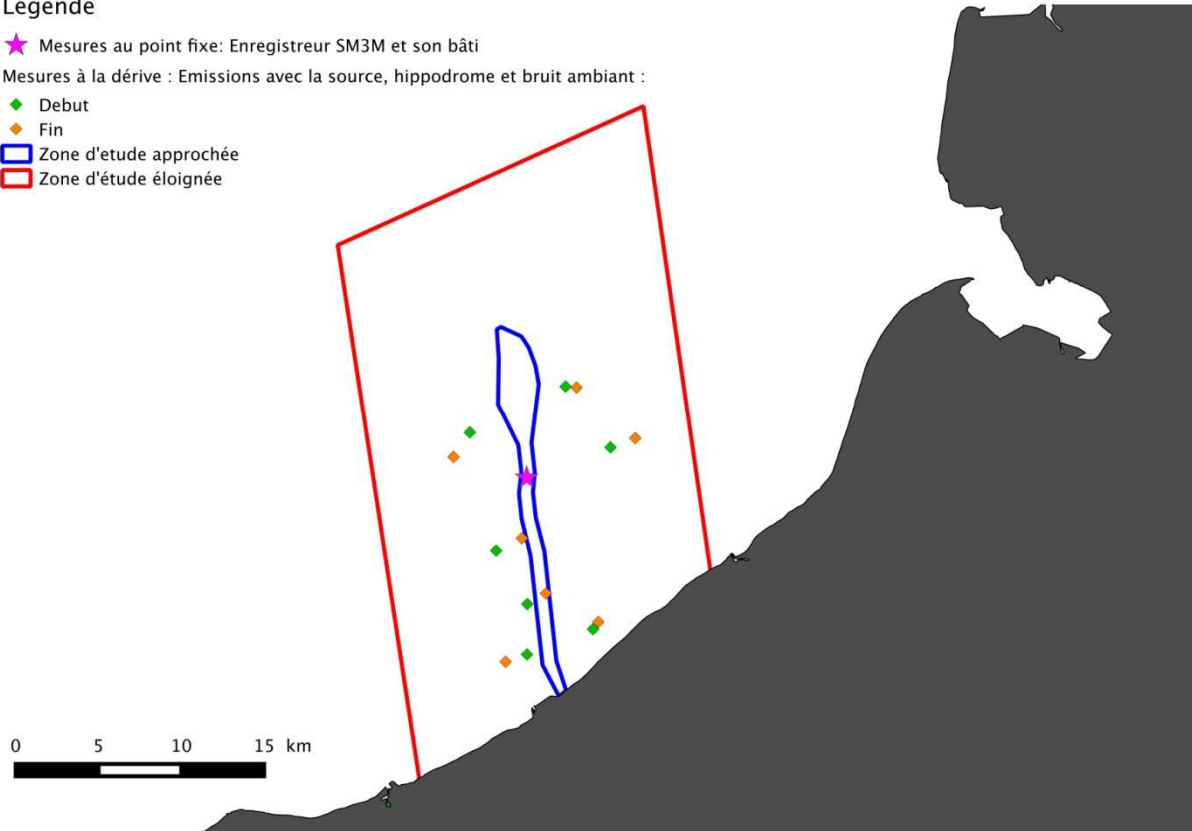 Légende
Mesures au point fixe: Enregistreur SM3M et son bâti
Mesures à la dérive : Emissions avec la source, hippodrome et bruit ambiant :
Debut
Fin
Zone d'etude approchée
Zone d'étude éloignée
0 5 10 15 km